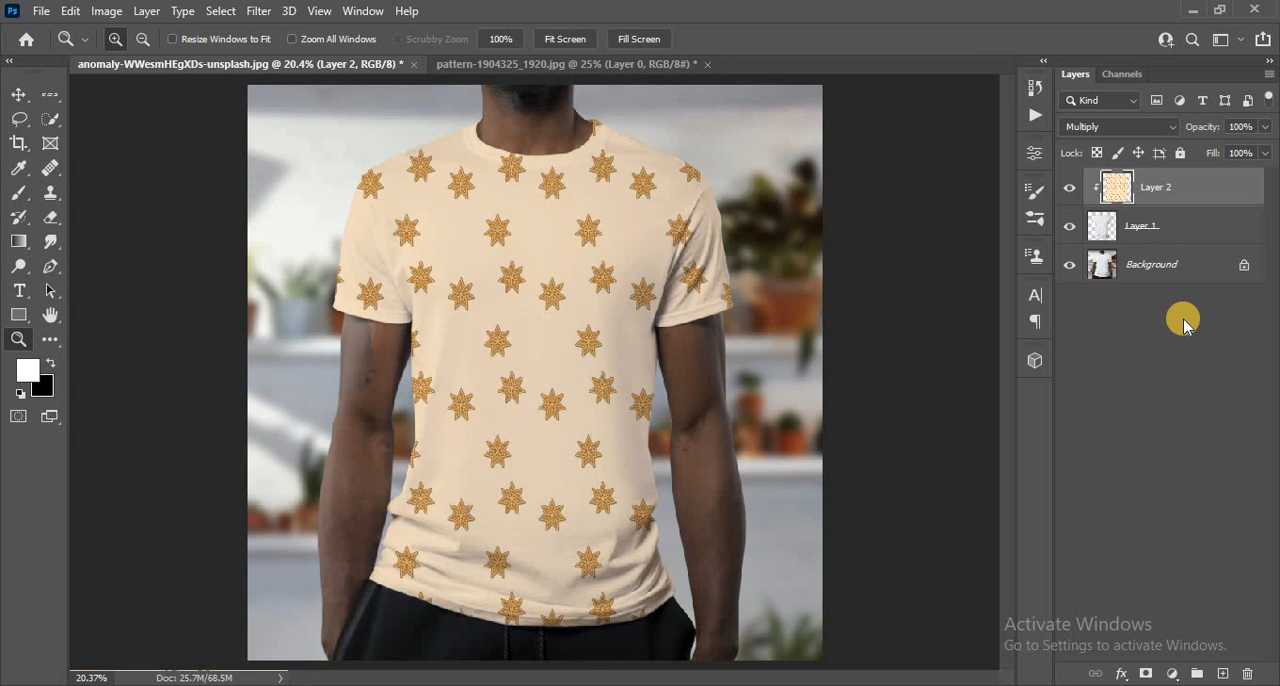 Ps File Edit Image Layer Type Select Filter 3D View Window Help
Resize Windows to Fit Zoom All Windows Scrubby Zoom 100% Fit Screen Fill Screen
anomaly-WWesmHEgXDs-unsplash.jpg @ 20.4% (Layer 2, RGB/8) * × pattern-1904325_1920.jpg @ 25% (Layer 0, RGB/8#) * ×
Layers Channels
Kind
Multiply Opacity: 100%
Lock: Fill: 100%
Layer 2
Layer 1
Background
Activate Windows
Go to Settings to activate Windows.
20.37% Doc: 25.7M/68.5M